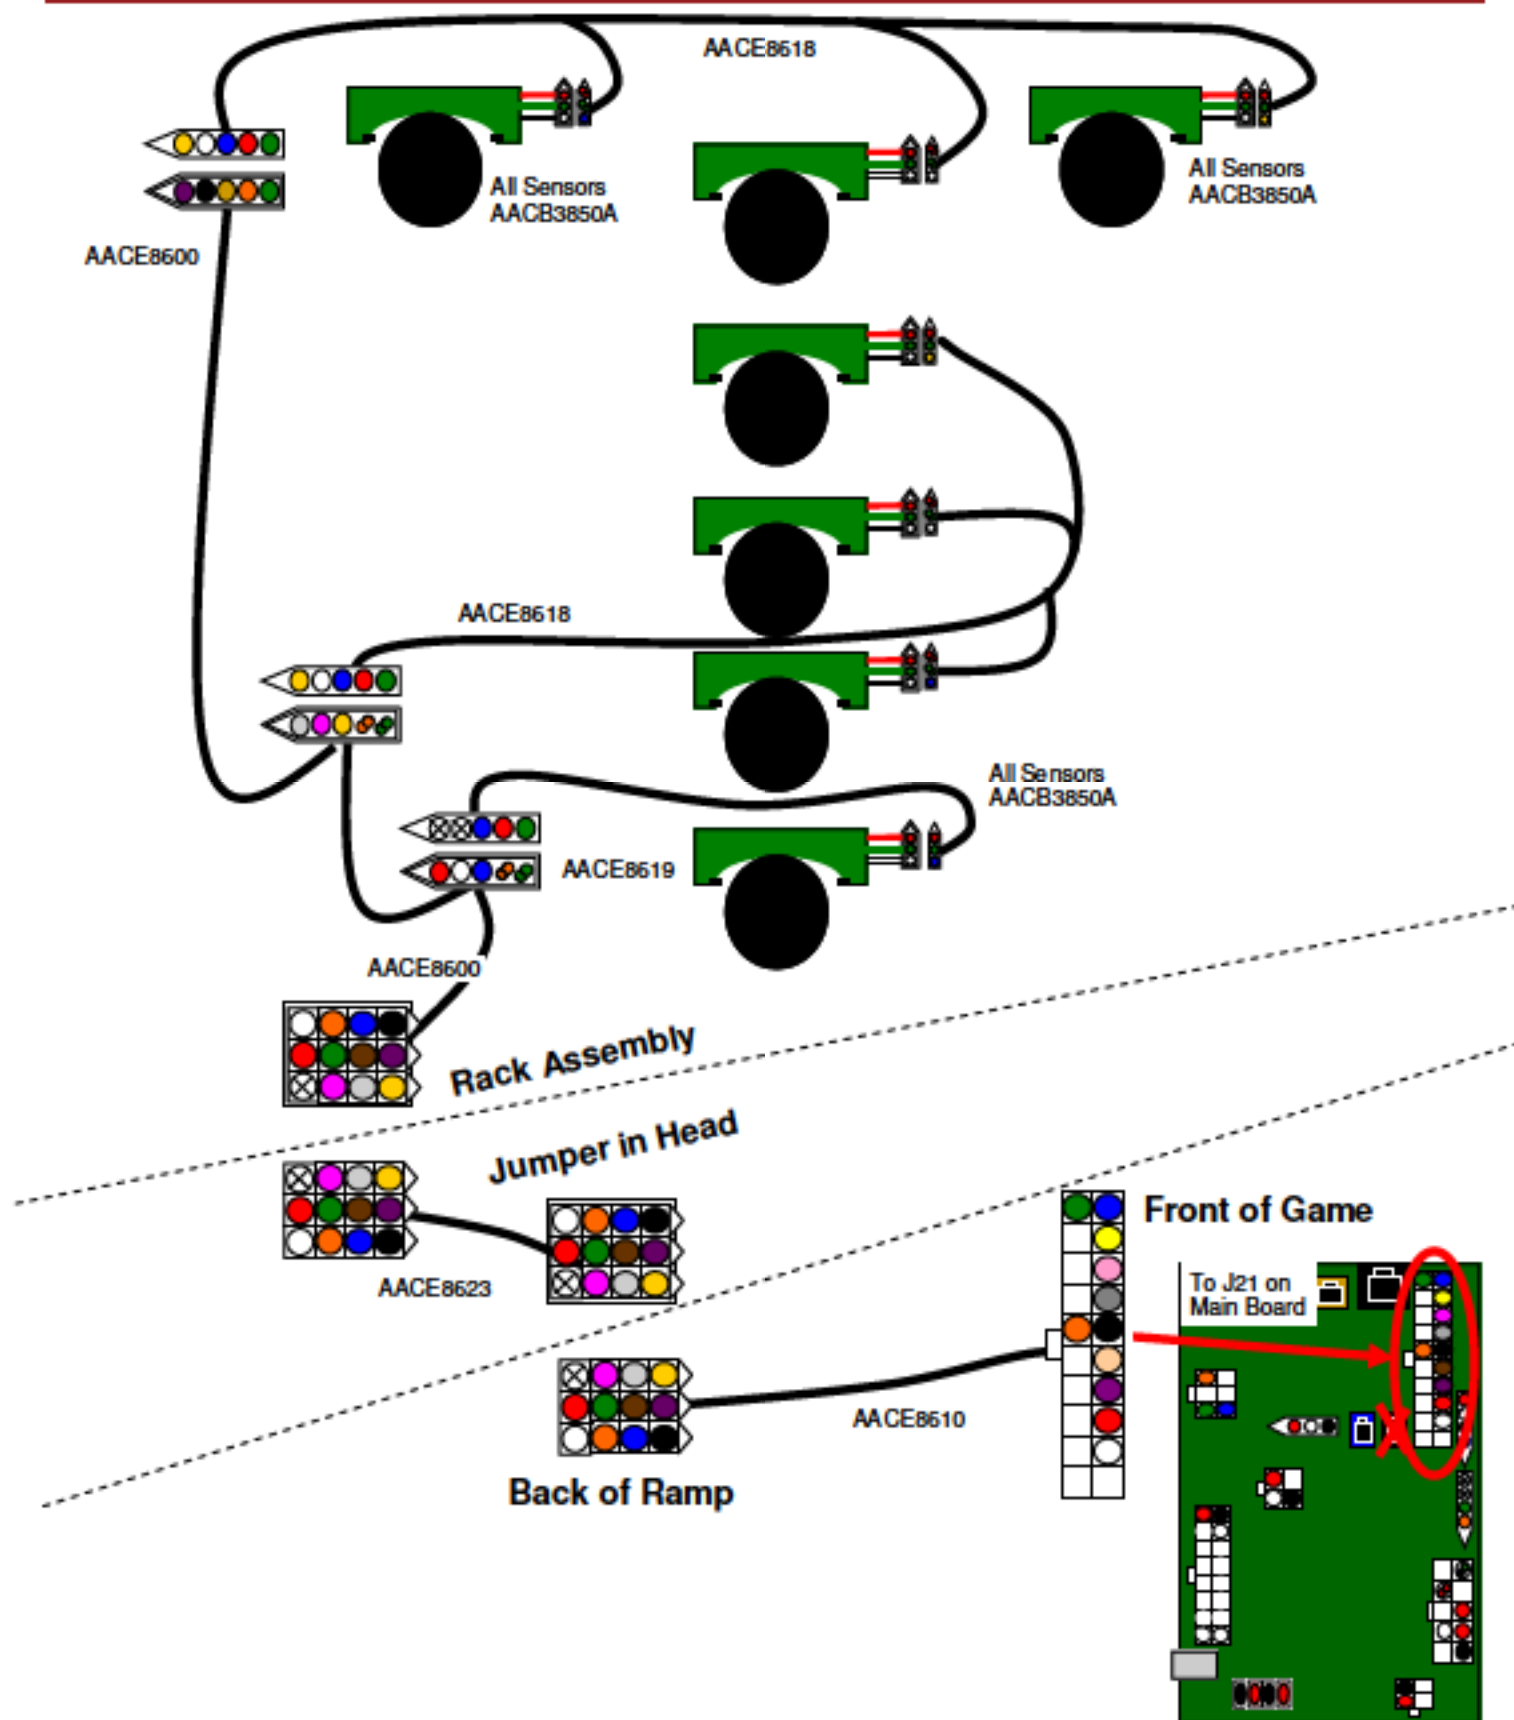 AACE8618
All Sensors
AACB3850A
All Sensors
AACB3850A
AACE8600
AACE8618
All Sensors
AACB3850A
AACE8619
AACE8600
Rack Assembly
Jumper in Head
AACE8623
Front of Game
To J21 on
Main Board
AACE8610
Back of Ramp